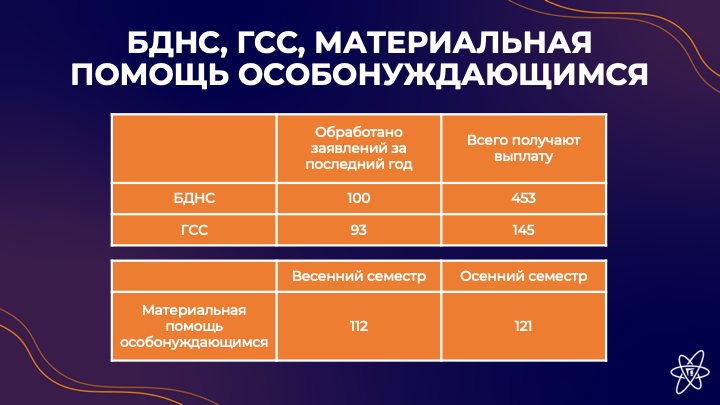 БДНС, ГСС, МАТЕРИАЛЬНАЯ
ПОМОЩЬ ОСОБОНУЖДАЮЩИМСЯ
Обработано
заявлений за
последний год
Всего получают
выплату
БДНС 100 453
ГСС 93 145
Весенний семестр Осенний семестр
Материальная
помощь
особонуждающимся
112 121